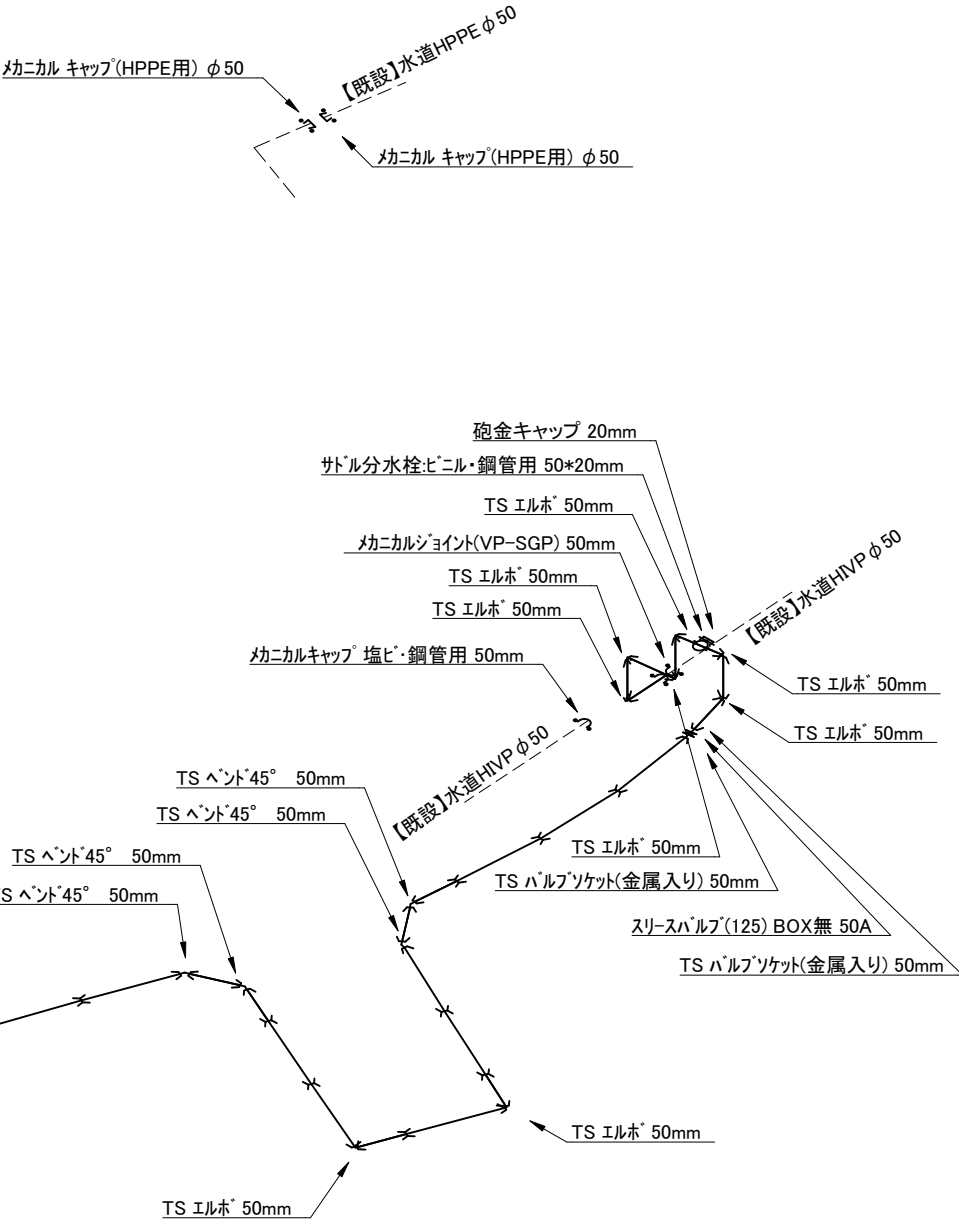 【既設】水道HPPEφ50
ﾒｶﾆｶﾙ ｷｬｯﾌﾟ(HPPE用) φ50
ﾒｶﾆｶﾙ ｷｬｯﾌﾟ(HPPE用) φ50
砲金キャップ 20mm
ｻﾄﾞﾙ分水栓:ﾋﾞﾆﾙ・鋼管用 50*20mm
TS ｴﾙﾎﾞ 50mm
ﾒｶﾆｶﾙｼﾞｮｲﾝﾄ(VP-SGP) 50mm
TS ｴﾙﾎﾞ 50mm
TS ｴﾙﾎﾞ 50mm
【既設】水道HIVPφ50
ﾒｶﾆｶﾙｷｬｯﾌﾟ 塩ﾋﾞ・鋼管用 50mm
TS ｴﾙﾎﾞ 50mm
TS ｴﾙﾎﾞ 50mm
【既設】水道HIVPφ50
TS ﾍﾞﾝﾄﾞ45° 50mm
TS ﾍﾞﾝﾄﾞ45° 50mm
TS ｴﾙﾎﾞ 50mm
TS ﾍﾞﾝﾄﾞ45° 50mm
TS ﾊﾞﾙﾌﾞｿｹｯﾄ(金属入り) 50mm
S ﾍﾞﾝﾄﾞ45° 50mm
ｽﾘｰｽﾊﾞﾙﾌﾞ(125) BOX無 50A
TS ﾊﾞﾙﾌﾞｿｹｯﾄ(金属入り) 50mm
TS ｴﾙﾎﾞ 50mm
TS ｴﾙﾎﾞ 50mm